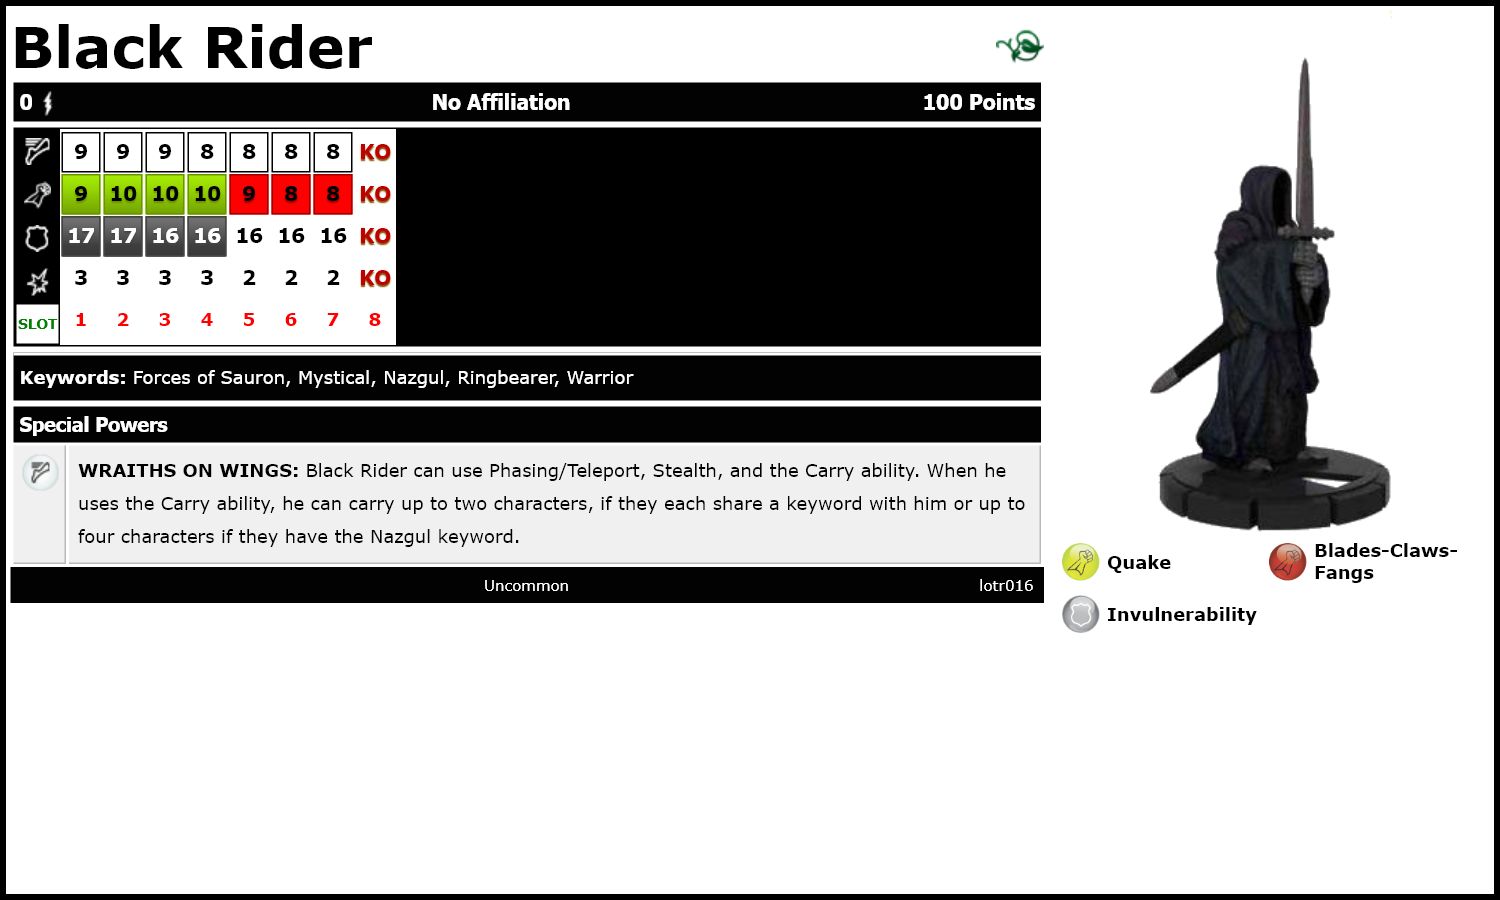 Black Rider
0 No Affiliation 100 Points
9 9 9 8 8 8 8 KO
9 10 10 10 9 8 8 KO
17 17 16 16 16 16 16 KO
3 3 3 3 2 2 2 KO
SLOT 1 2 3 4 5 6 7 8
Keywords: Forces of Sauron, Mystical, Nazgul, Ringbearer, Warrior
Special Powers
WRAITHS ON WINGS: Black Rider can use Phasing/Teleport, Stealth, and the Carry ability. When he
uses the Carry ability, he can carry up to two characters, if they each share a keyword with him or up to
four characters if they have the Nazgul keyword.
Uncommon lotr016
Quake
Blades-Claws-
Fangs
Invulnerability